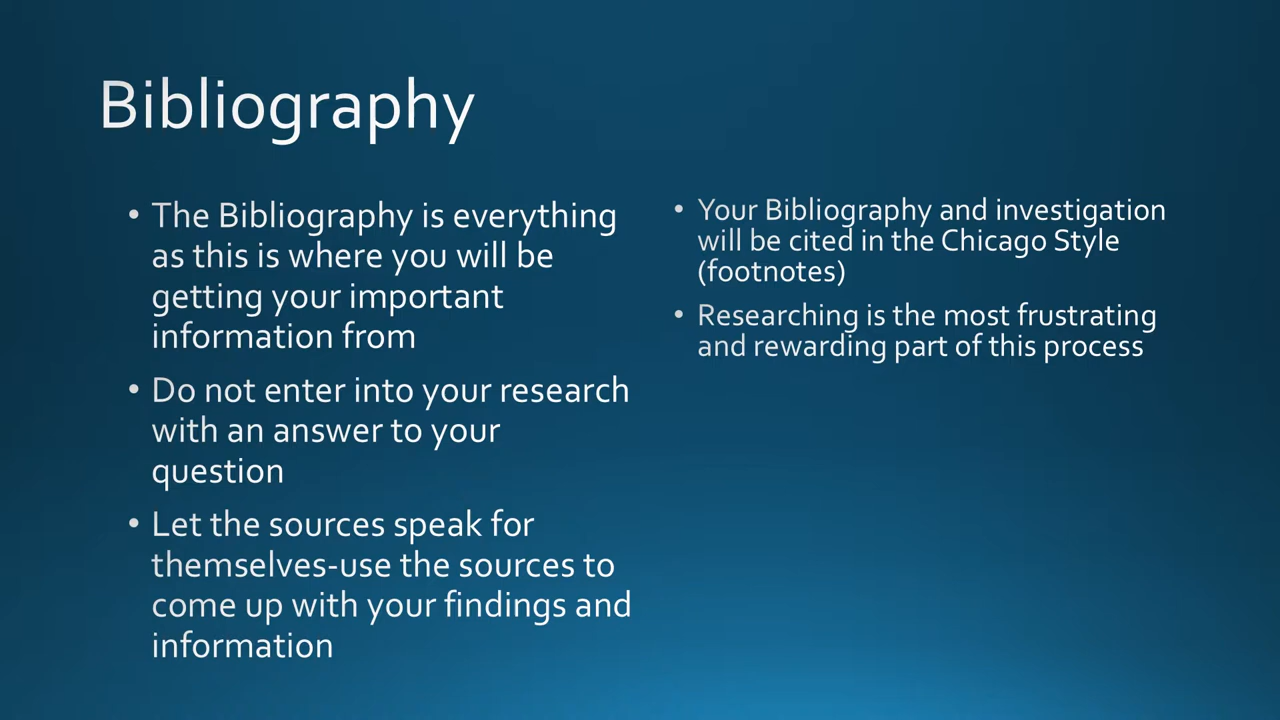 Bibliography
• The Bibliography is everything
as this is where you will be
getting your important
information from
• Do not enter into your research
with an answer to your
question
• Let the sources speak for
themselves-use the sources to
come up with your findings and
information
• Your Bibliography and investigation
will be cited in the Chicago Style
(footnotes)
• Researching is the most frustrating
and rewarding part of this process